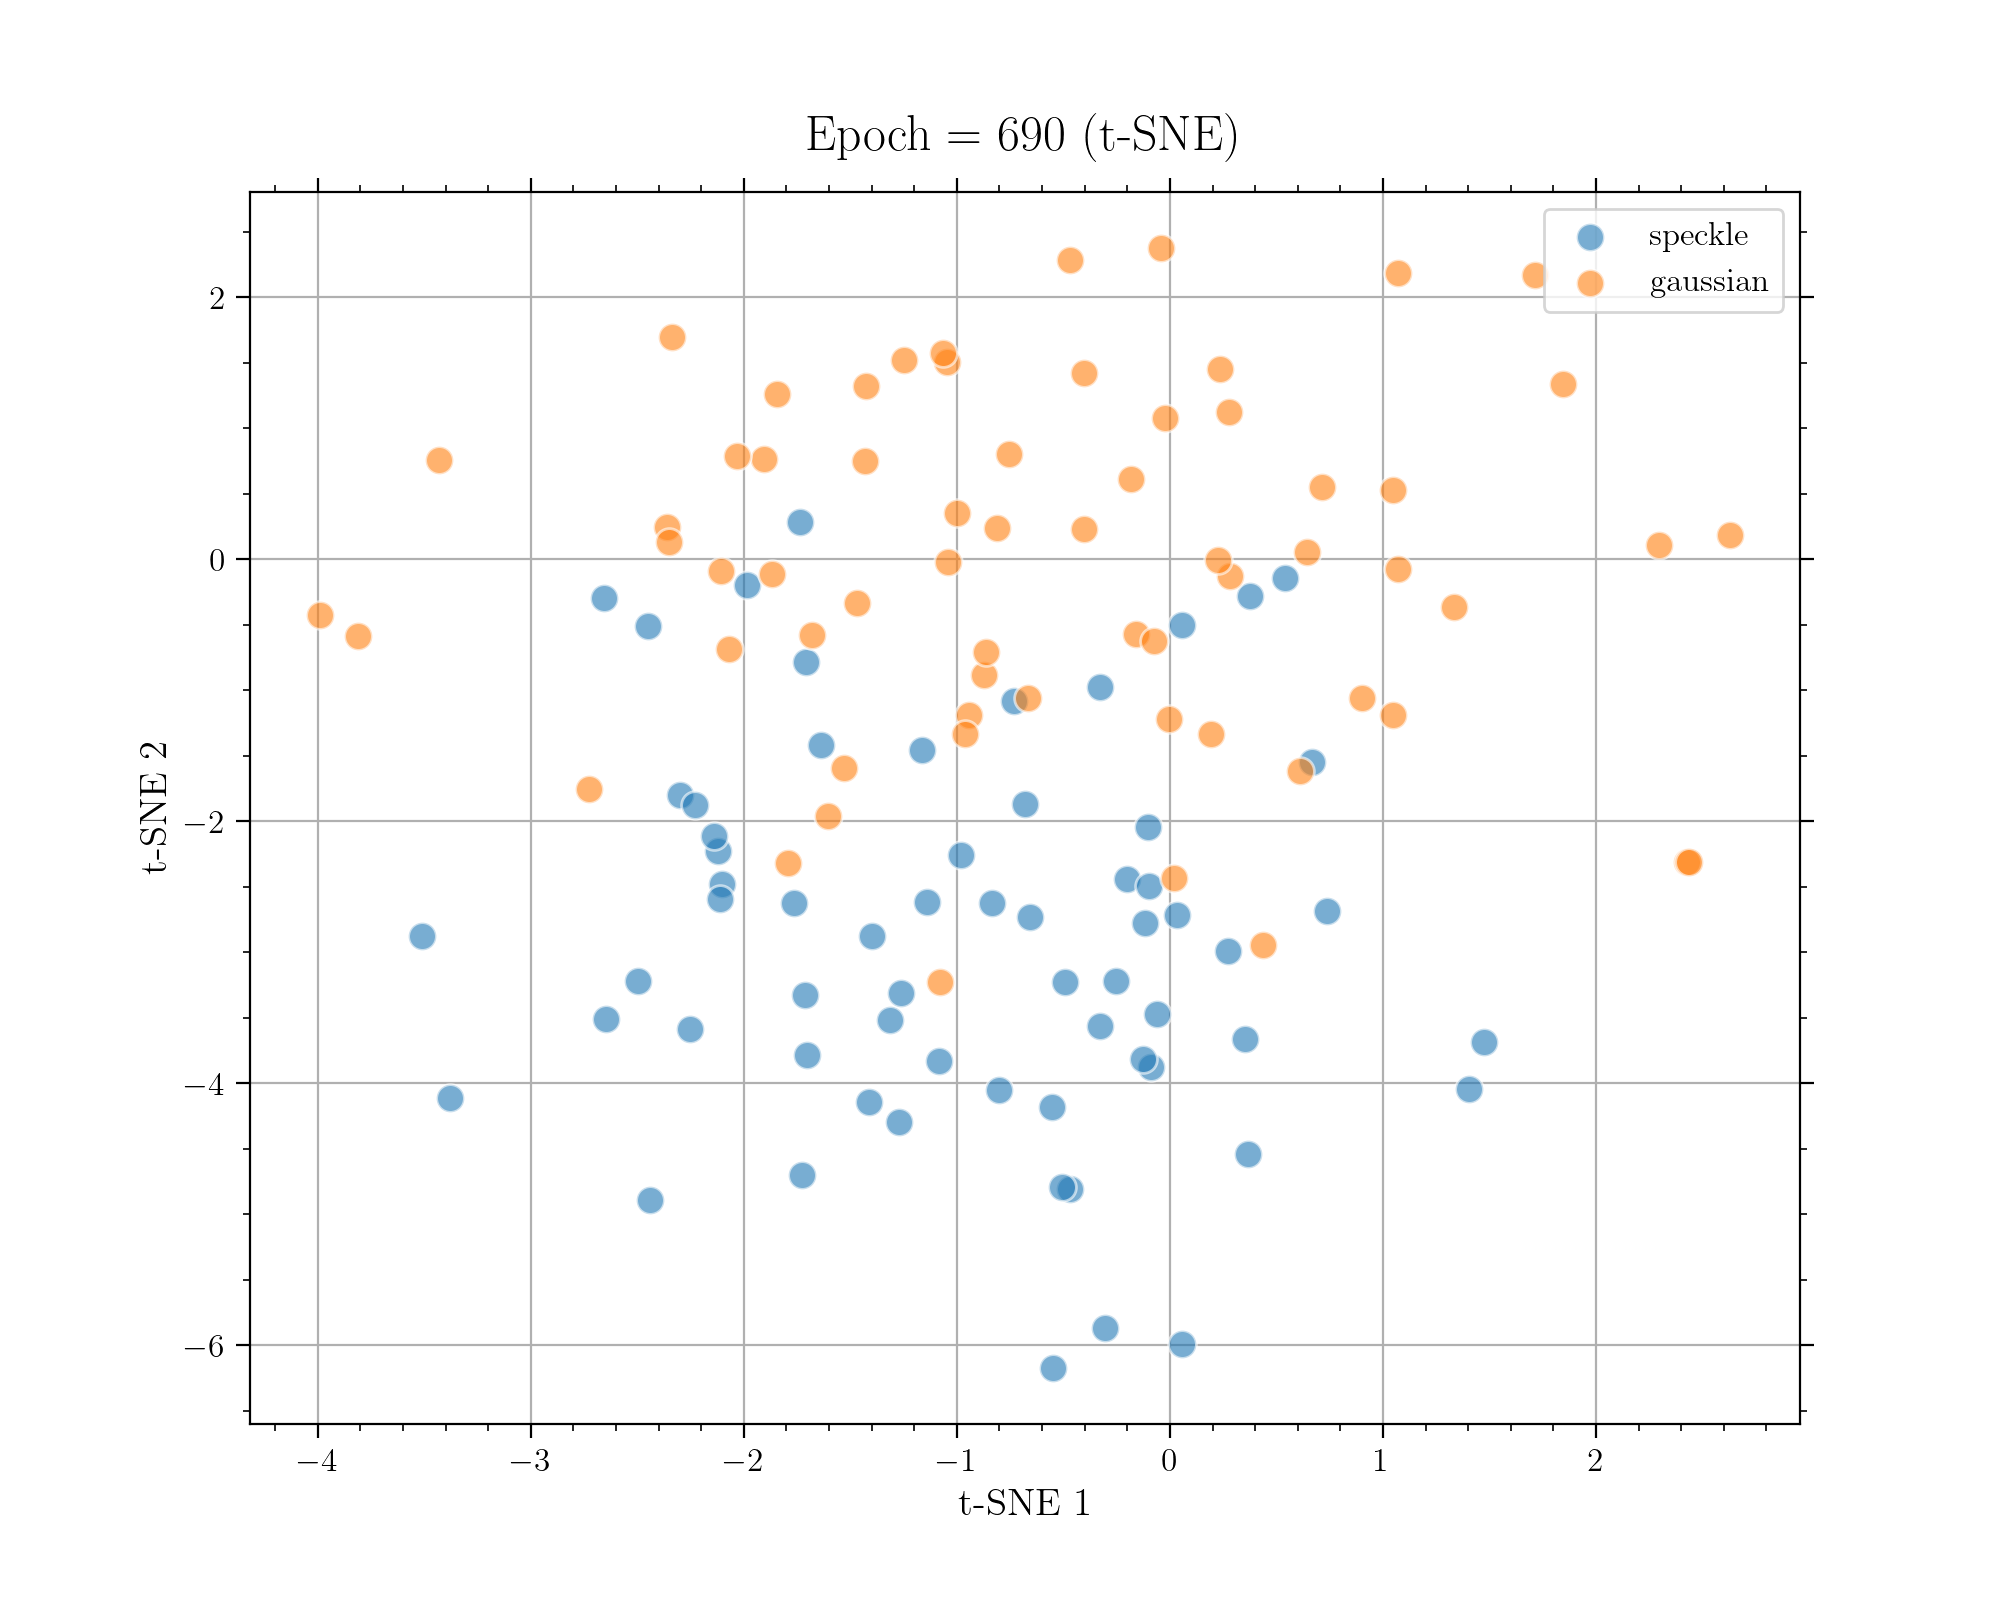 Epoch = 690 (t-SNE)
speckle
gaussian
2
0
−2
−4
−6
t-SNE 2
−4 −3 −2 −1 0 1 2
t-SNE 1